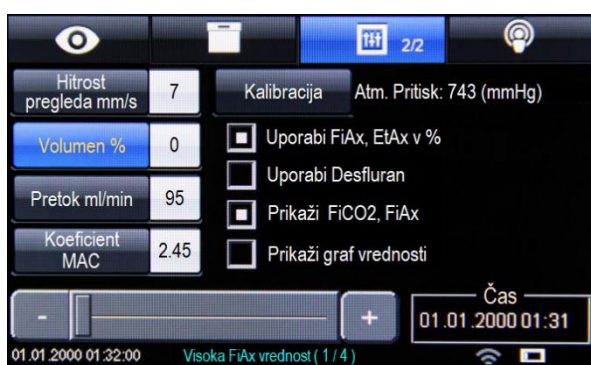 2/2
Hitrost
pregleda mm/s
7
Kalibracija
Atm. Pritisk: 743 (mmHg)
Volumen %
0
Uporabi FiAx, EtAx v %
Uporabi Desfluran
Pretok ml/min
95
Prikaži FiCO2, FiAx
Koeficient
MAC
2.45
Prikaži graf vrednosti
-
+
Čas
01.01.2000 01:31
01.01.2000 01:32:00
Visoka FiAx vrednost ( 1 / 4 )